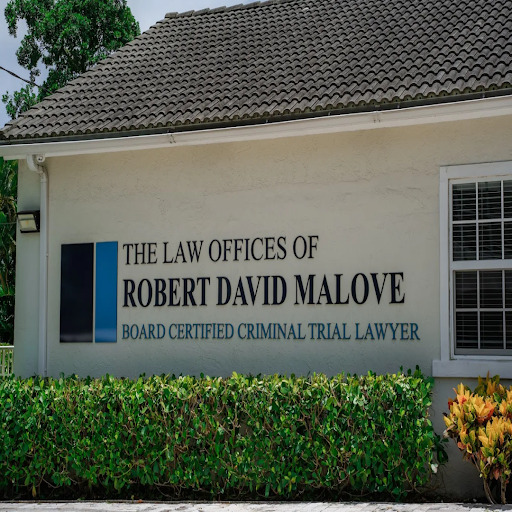 THE LAW OFFICES OF
ROBERT DAVID MALOVE
BOARD CERTIFIED CRIMINAL TRIAL LAWYER